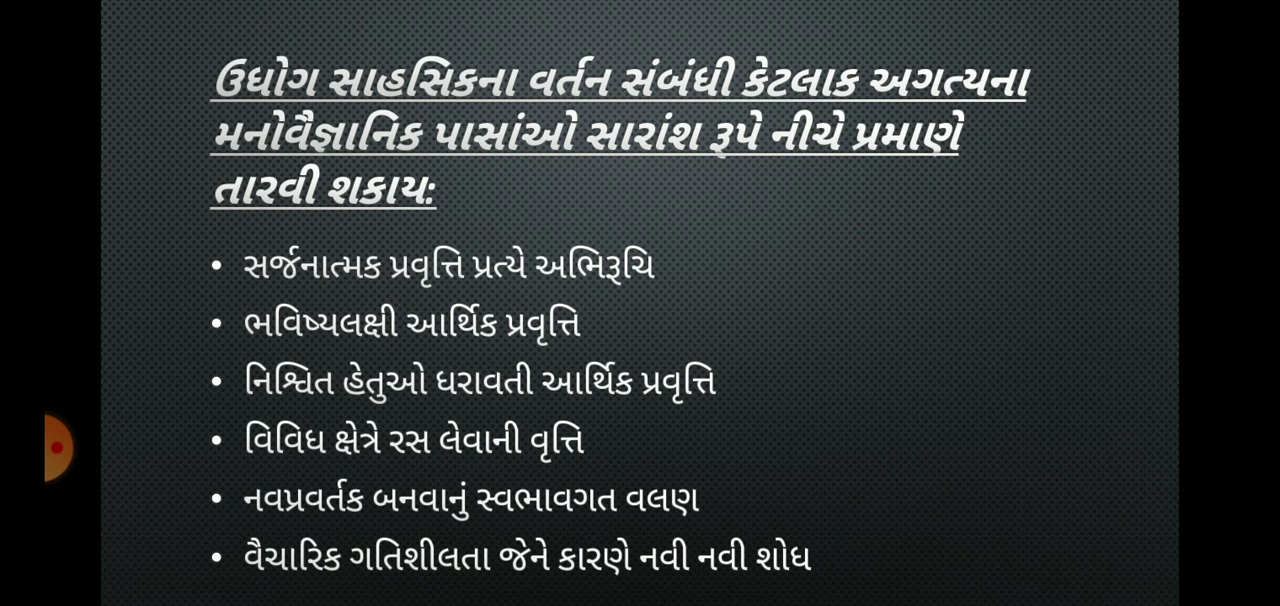 ઉધોગ સાહસિકના વર્તન સંબંધી કેટલાક અગત્યના
મનોવૈજ્ઞાનિક પાસાંઓ સારાંશ રૂપે નીચે પ્રમાણે
તારવી શકાય:
• સર્જનાત્મક પ્રવૃત્તિ પ્રત્યે અભિરૂચિ
• ભવિષ્યલક્ષી આર્થિક પ્રવૃત્તિ
• નિશ્વિત હેતુઓ ધરાવતી આર્થિક પ્રવૃત્તિ
• વિવિધ ક્ષેત્રે રસ લેવાની વૃત્તિ
• નવપ્રવર્તક બનવાનું સ્વભાવગત વલણ
• વૈચારિક ગતિશીલતા જેને કારણે નવી નવી શોધ